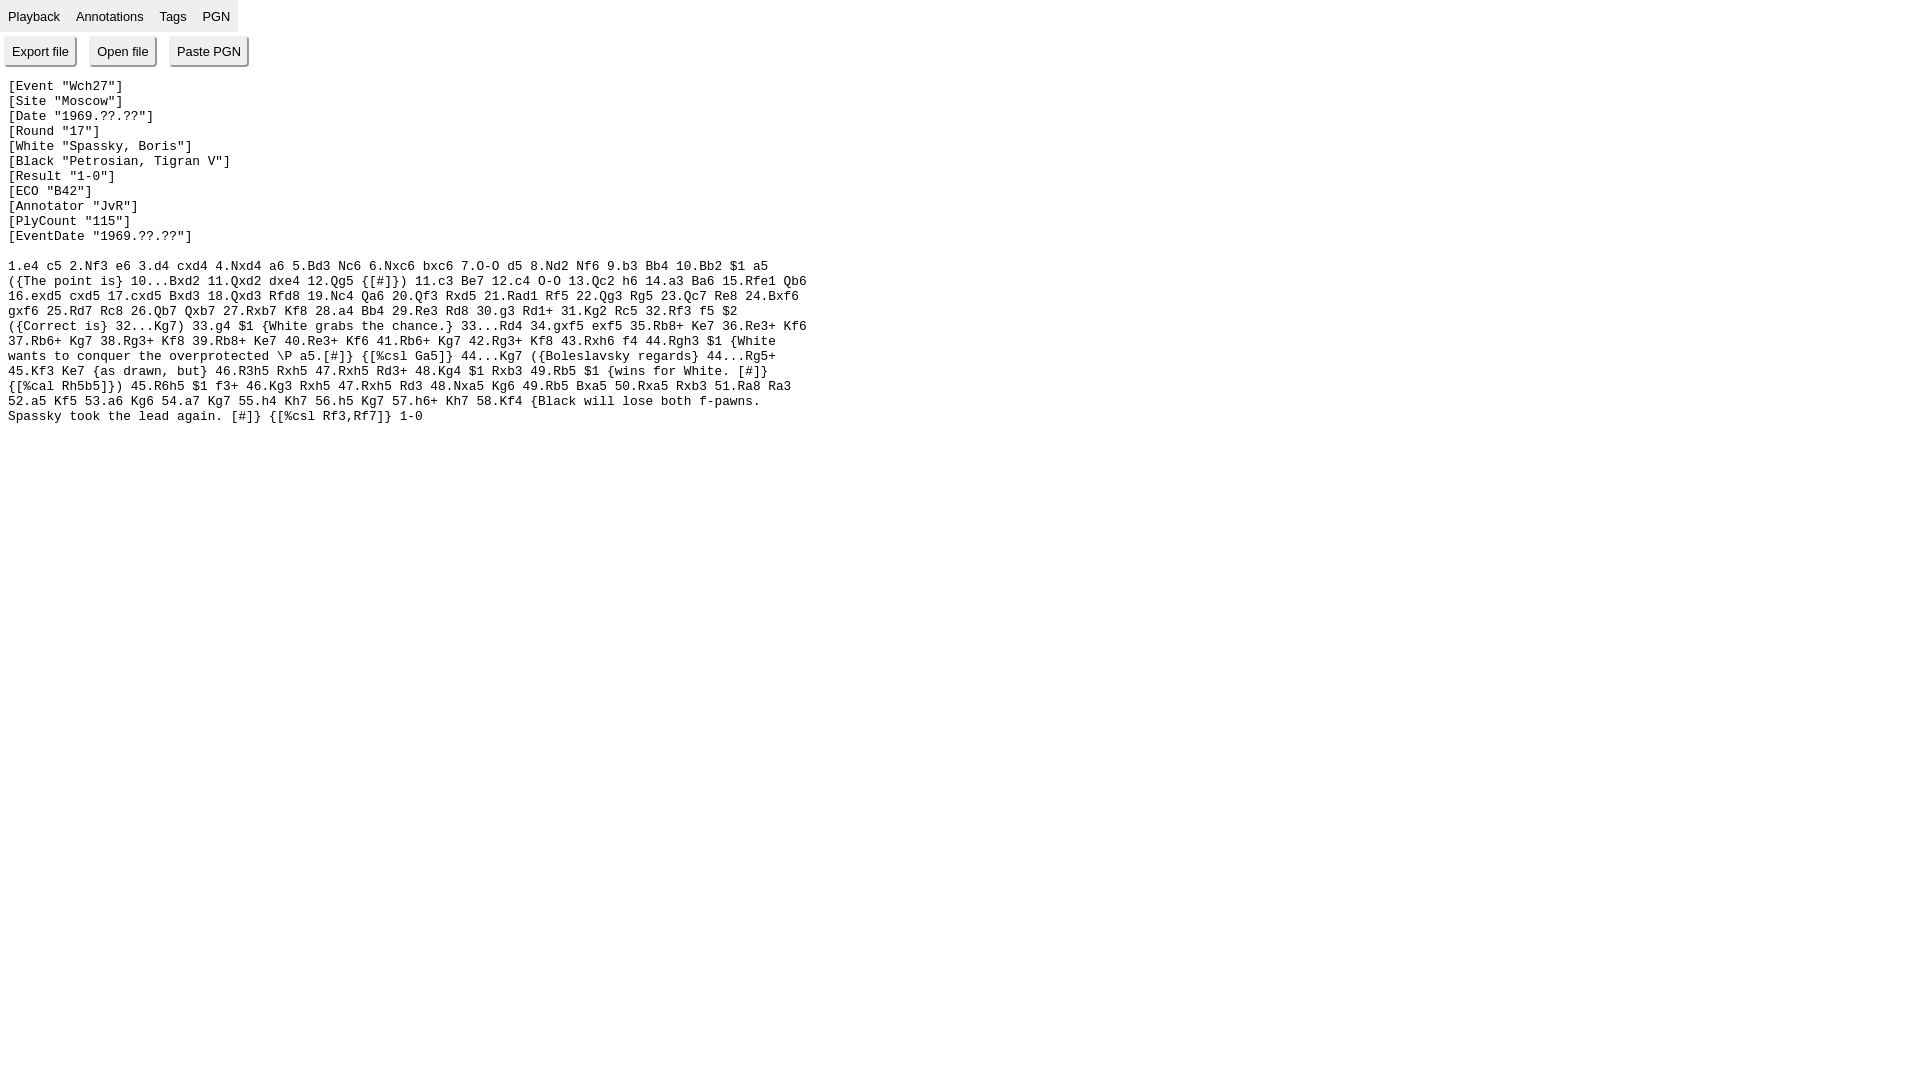 Playback Annotations Tags PGN
Export file Open file Paste PGN
[Event "Wch27"]
[Site "Moscow"]
[Date "1969.??.??"]
[Round "17"]
[White "Spassky, Boris"]
[Black "Petrosian, Tigran V"]
[Result "1-0"]
[ECO "B42"]
[Annotator "JvR"]
[PlyCount "115"]
[EventDate "1969.??.??"]
1.e4 c5 2.Nf3 e6 3.d4 cxd4 4.Nxd4 a6 5.Bd3 Nc6 6.Nxc6 bxc6 7.O-O d5 8.Nd2 Nf6 9.b3 Bb4 10.Bb2 $1 a5
({The point is} 10...Bxd2 11.Qxd2 dxe4 12.Qg5 {[#]}) 11.c3 Be7 12.c4 O-O 13.Qc2 h6 14.a3 Ba6 15.Rfe1 Qb6
16.exd5 cxd5 17.cxd5 Bxd3 18.Qxd3 Rfd8 19.Nc4 Qa6 20.Qf3 Rxd5 21.Rad1 Rf5 22.Qg3 Rg5 23.Qc7 Re8 24.Bxf6
gxf6 25.Rd7 Rc8 26.Qb7 Qxb7 27.Rxb7 Kf8 28.a4 Bb4 29.Re3 Rd8 30.g3 Rd1+ 31.Kg2 Rc5 32.Rf3 f5 $2
({Correct is} 32...Kg7) 33.g4 $1 {White grabs the chance.} 33...Rd4 34.gxf5 exf5 35.Rb8+ Ke7 36.Re3+ Kf6
37.Rb6+ Kg7 38.Rg3+ Kf8 39.Rb8+ Ke7 40.Re3+ Kf6 41.Rb6+ Kg7 42.Rg3+ Kf8 43.Rxh6 f4 44.Rgh3 $1 {White
wants to conquer the overprotected \P a5.[#]} {[%csl Ga5]} 44...Kg7 ({Boleslavsky regards} 44...Rg5+
45.Kf3 Ke7 {as drawn, but} 46.R3h5 Rxh5 47.Rxh5 Rd3+ 48.Kg4 $1 Rxb3 49.Rb5 $1 {wins for White. [#]}
{[%cal Rh5b5]}) 45.R6h5 $1 f3+ 46.Kg3 Rxh5 47.Rxh5 Rd3 48.Nxa5 Kg6 49.Rb5 Bxa5 50.Rxa5 Rxb3 51.Ra8 Ra3
52.a5 Kf5 53.a6 Kg6 54.a7 Kg7 55.h4 Kh7 56.h5 Kg7 57.h6+ Kh7 58.Kf4 {Black will lose both f-pawns.
Spassky took the lead again. [#]} {[%csl Rf3,Rf7]} 1-0